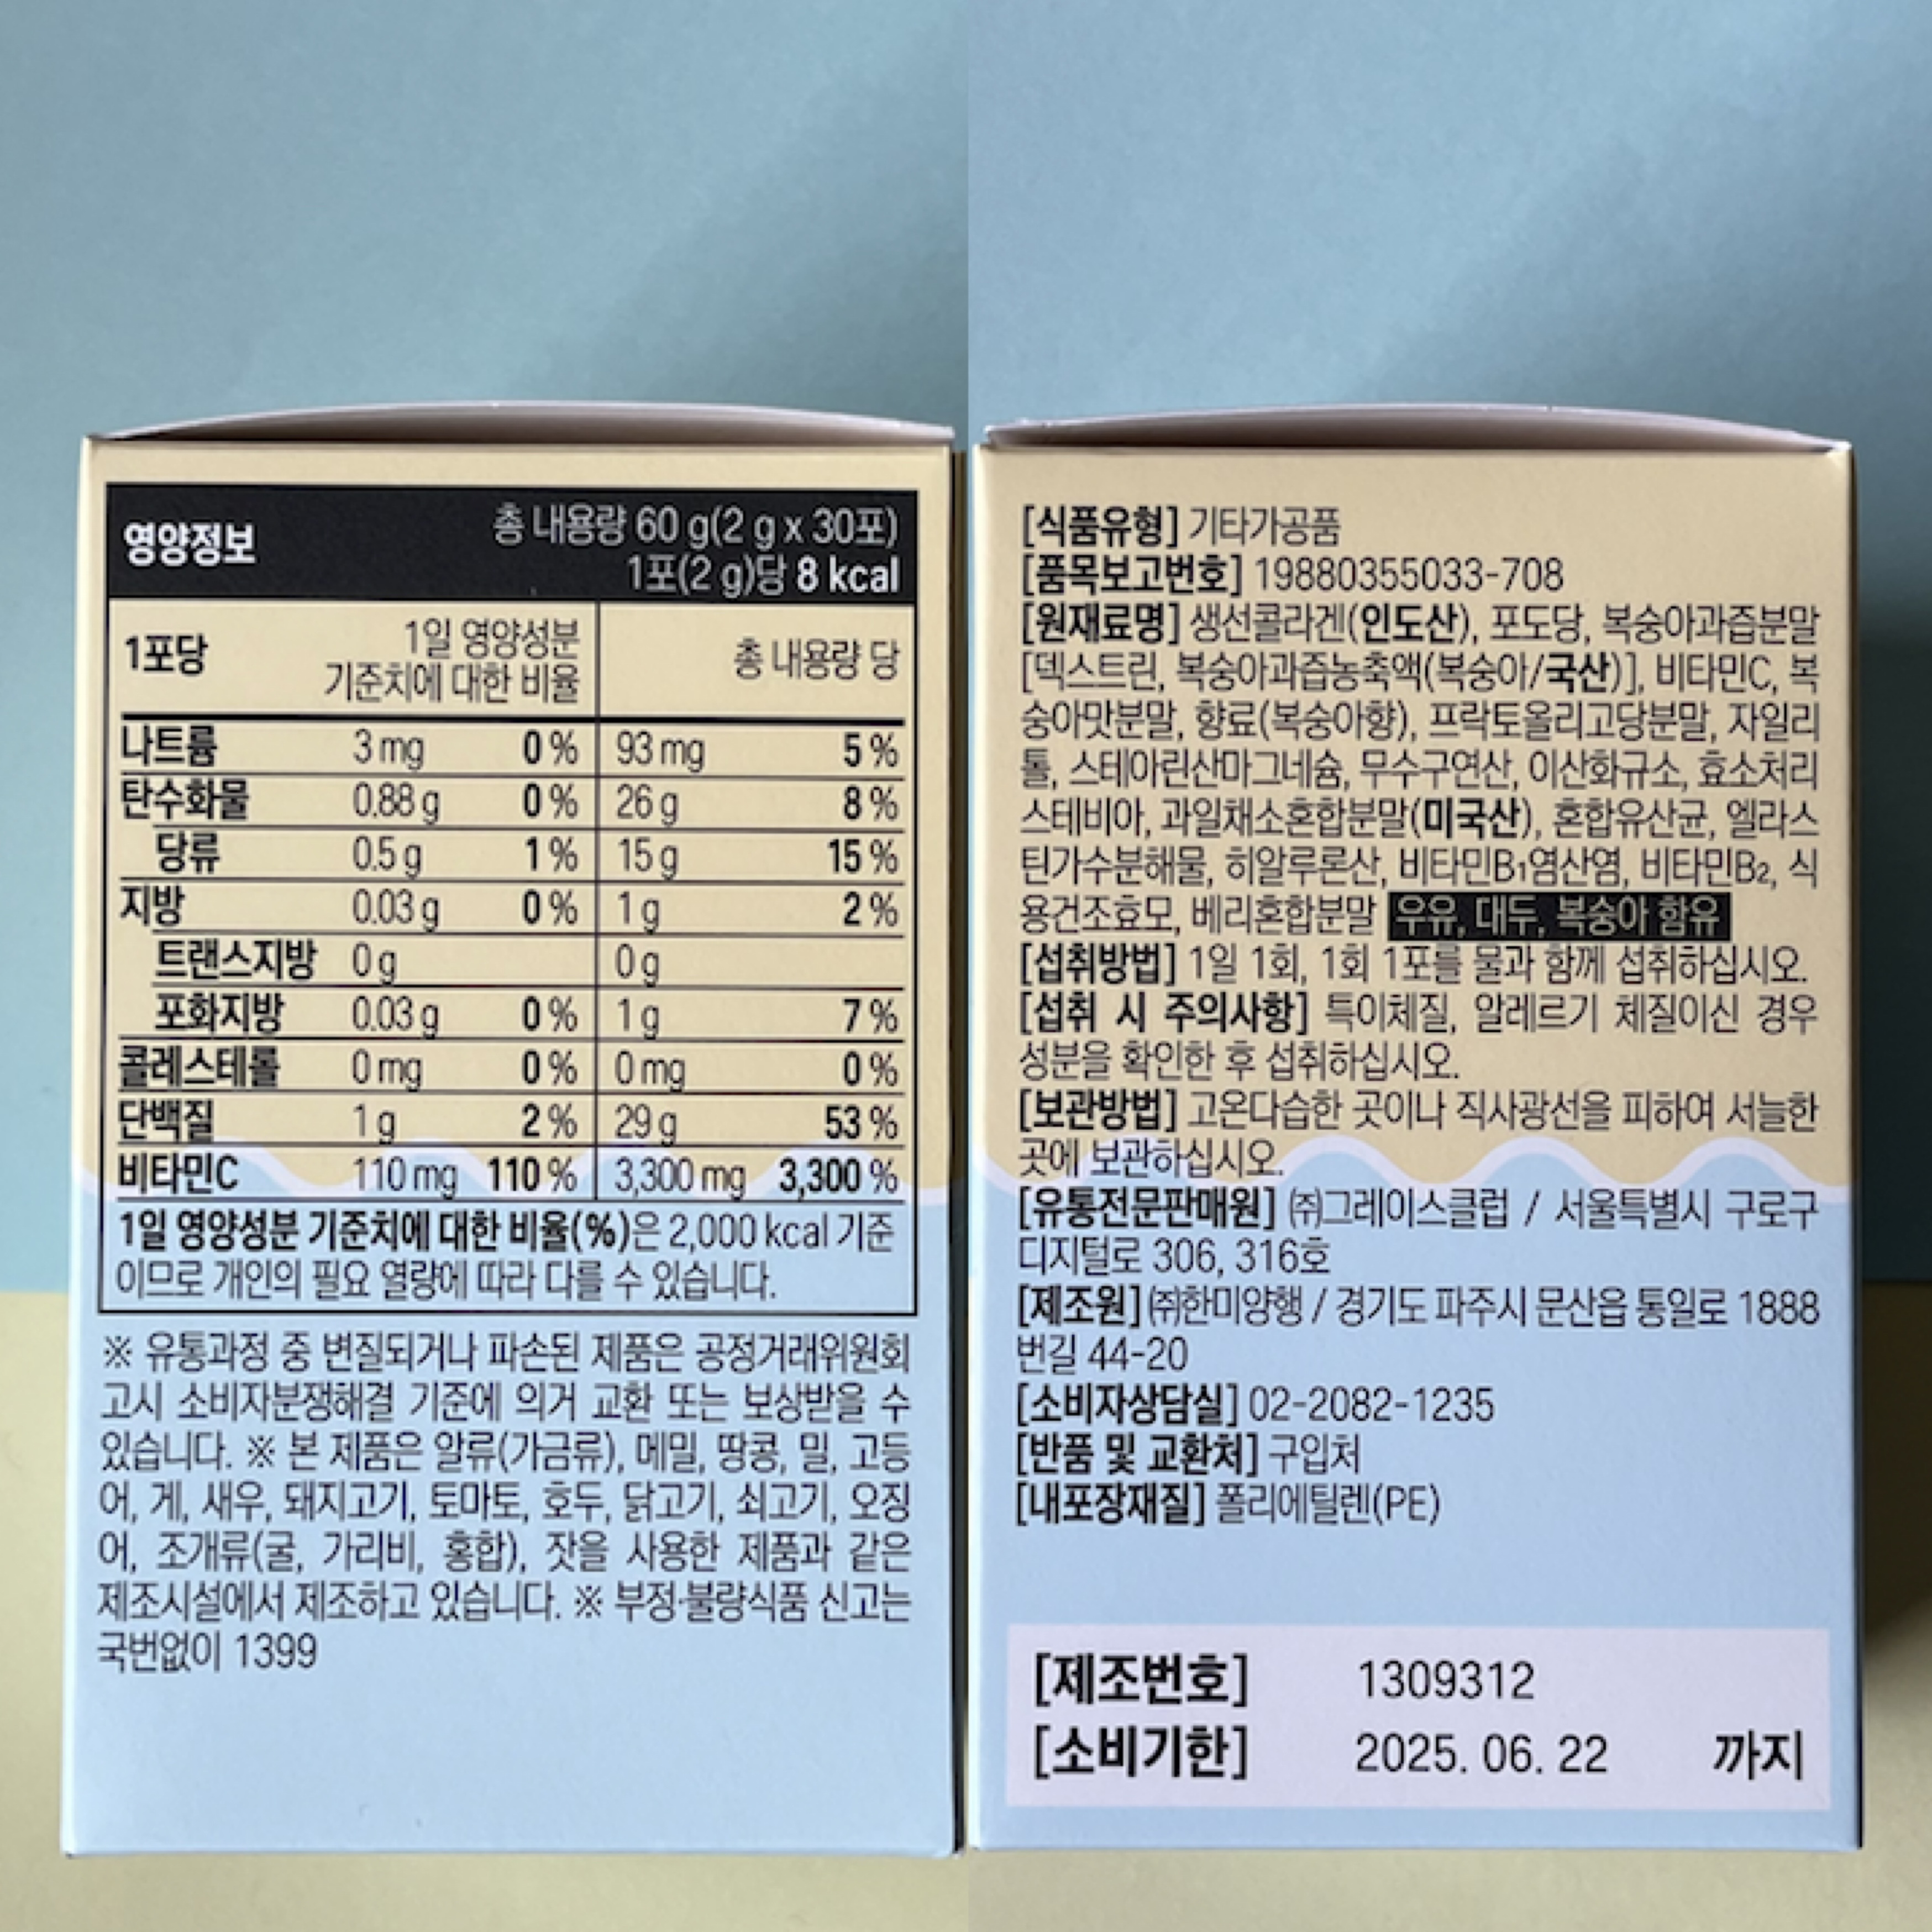 영양정보
총 내용량 60 g(2 g x 30포)
1포(2 g)당 8 kcal
1포당 1일 영양성분 기준치에 대한 비율 총 내용량 당
나트륨 3 mg 0 % 93 mg 5 %
탄수화물 0.88 g 0 % 26 g 8 %
당류 0.5 g 1 % 15 g 15 %
지방 0.03 g 0 % 1 g 2 %
트랜스지방 0 g 0 g
포화지방 0.03 g 0 % 1 g 7 %
콜레스테롤 0 mg 0 % 0 mg 0 %
단백질 1 g 2 % 29 g 53 %
비타민C 110 mg 110 % 3,300 mg 3,300 %
1일 영양성분 기준치에 대한 비율(%)은 2,000 kcal 기준
이므로 개인의 필요 열량에 따라 다를 수 있습니다.
※ 유통과정 중 변질되거나 파손된 제품은 공정거래위원회
고시 소비자분쟁해결 기준에 의거 교환 또는 보상받을 수
있습니다. ※ 본 제품은 알류(가금류), 메밀, 땅콩, 밀, 고등
어, 게, 새우, 돼지고기, 토마토, 호두, 닭고기, 쇠고기, 오징
어, 조개류(굴, 가리비, 홍합), 잣을 사용한 제품과 같은
제조시설에서 제조하고 있습니다. ※ 부정·불량식품 신고는
국번없이 1399
[식품유형] 기타가공품
[품목보고번호] 19880355033-708
[원재료명] 생선콜라겐(인도산), 포도당, 복숭아과즙분말
[덱스트린, 복숭아과즙농축액(복숭아/국산)], 비타민C, 복
숭아맛분말, 향료(복숭아향), 프락토올리고당분말, 자일리
톨, 스테아린산마그네슘, 무수구연산, 이산화규소, 효소처리
스테비아, 과일채소혼합분말(미국산), 혼합유산균, 엘라스
틴가수분해물, 히알루론산, 비타민B1염산염, 비타민B2, 식
용건조효모, 베리혼합분말 우유, 대두, 복숭아 함유
[섭취방법] 1일 1회, 1회 1포를 물과 함께 섭취하십시오.
[섭취 시 주의사항] 특이체질, 알레르기 체질이신 경우
성분을 확인한 후 섭취하십시오.
[보관방법] 고온다습한 곳이나 직사광선을 피하여 서늘한
곳에 보관하십시오.
[유통전문판매원] ㈜그레이스클럽 / 서울특별시 구로구
디지털로 306, 316호
[제조원] ㈜한미양행 / 경기도 파주시 문산읍 통일로 1888
번길 44-20
[소비자상담실] 02-2082-1235
[반품 및 교환처] 구입처
[내포장재질] 폴리에틸렌(PE)
[제조번호] 1309312
[소비기한] 2025. 06. 22 까지